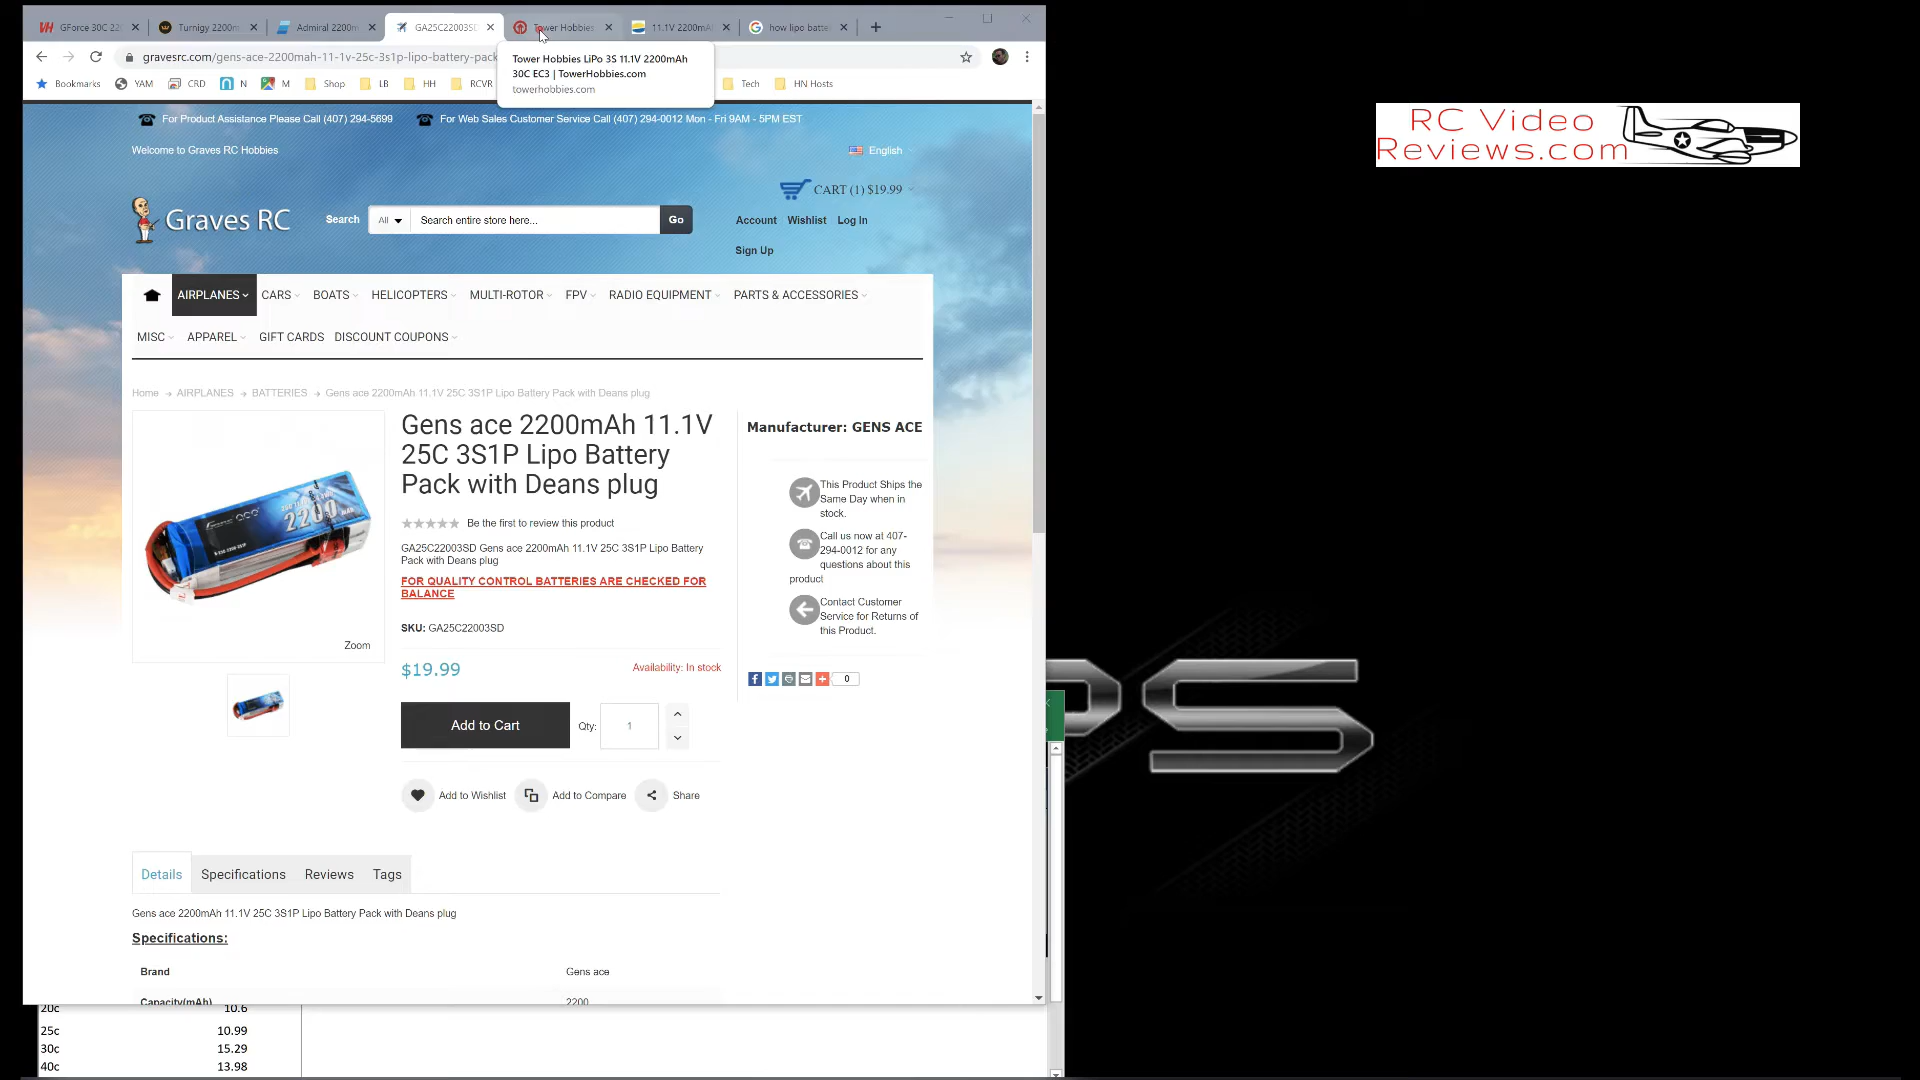 GForce 30C 22
Turnigy 2200m
Admiral 2200m
GA25C22003SD
Tower Hobbies
11.1V 2200mA
how lipo batte
gravesrc.com/gens-ace-2200mah-11-1v-25c-3s1p-lipo-battery-pack
Tower Hobbies LiPo 3S 11.1V 2200mAh
30C EC3 | TowerHobbies.com
towerhobbies.com
Bookmarks
YAM
CRD
N
M
Shop
LB
HH
RCVR
Tech
HN Hosts
For Product Assistance Please Call (407) 294-5699
For Web Sales Customer Service Call (407) 294-0012 Mon - Fri 9AM - 5PM EST
Welcome to Graves RC Hobbies
English
RC Video
Reviews.com
CART (1) $19.99
Graves RC
Search
All
Search entire store here...
Go
Account
Wishlist
Log In
Sign Up
AIRPLANES
CARS
BOATS
HELICOPTERS
MULTI-ROTOR
FPV
RADIO EQUIPMENT
PARTS & ACCESSORIES
MISC
APPAREL
GIFT CARDS
DISCOUNT COUPONS
Home → AIRPLANES → BATTERIES → Gens ace 2200mAh 11.1V 25C 3S1P Lipo Battery Pack with Deans plug
Gens ace 2200mAh 11.1V
25C 3S1P Lipo Battery
Pack with Deans plug
Gens ace
2200
Zoom
Be the first to review this product
GA25C22003SD Gens ace 2200mAh 11.1V 25C 3S1P Lipo Battery
Pack with Deans plug
FOR QUALITY CONTROL BATTERIES ARE CHECKED FOR
BALANCE
SKU: GA25C22003SD
$19.99
Availability: In stock
Add to Cart
Qty:
1
Add to Wishlist
Add to Compare
Share
Manufacturer: GENS ACE
This Product Ships the
Same Day when in
stock.
Call us now at 407-
294-0012 for any
questions about this
product
Contact Customer
Service for Returns of
this Product.
0
Details
Specifications
Reviews
Tags
Gens ace 2200mAh 11.1V 25C 3S1P Lipo Battery Pack with Deans plug
Specifications:
Brand
Gens ace
Capacity(mAh)
2200
20c 10.6
25c 10.99
30c 15.29
40c 13.98
PS